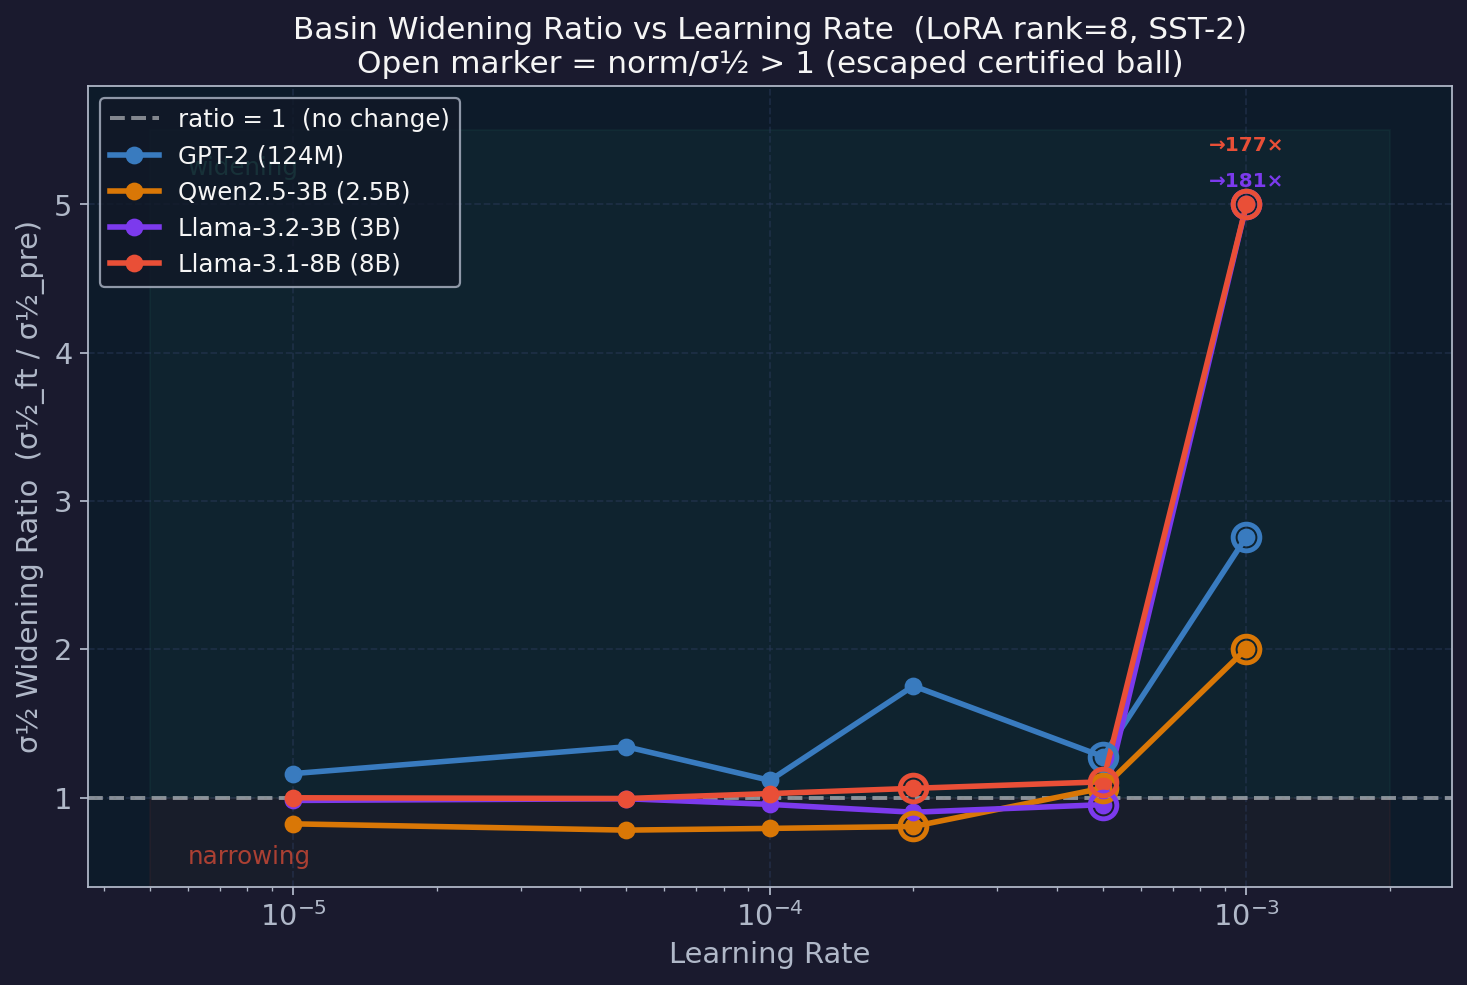 Basin Widening Ratio vs Learning Rate  (LoRA rank=8, SST-2)
Open marker = norm/σ½ > 1 (escaped certified ball)
ratio = 1  (no change)
widening
GPT-2 (124M)
Qwen2.5-3B (2.5B)
Llama-3.2-3B (3B)
Llama-3.1-8B (8B)
→177×
→181×
σ½ Widening Ratio  (σ½_ft / σ½_pre)
5
4
3
2
1
narrowing
10⁻⁵
10⁻⁴
10⁻³
Learning Rate